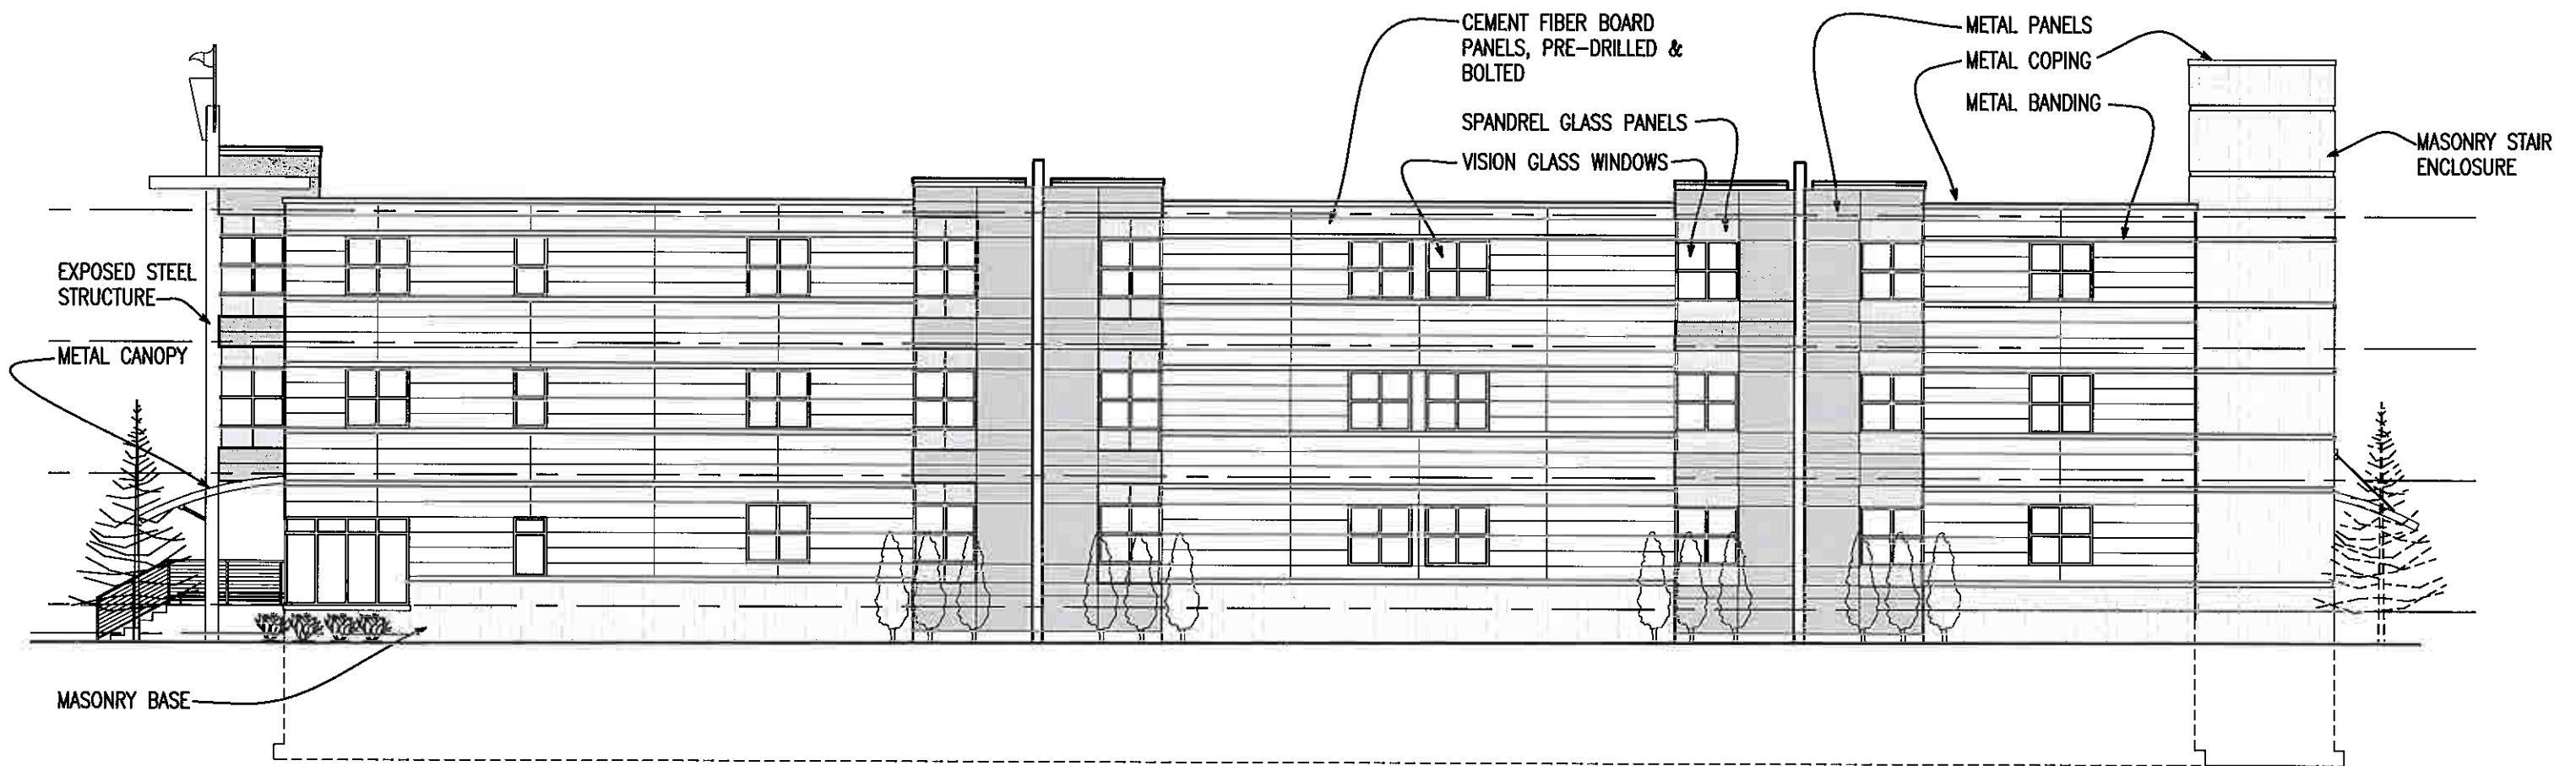 CEMENT FIBER BOARD
PANELS, PRE-DRILLED &
BOLTED
SPANDREL GLASS PANELS
VISION GLASS WINDOWS
METAL PANELS
METAL COPING
METAL BANDING
MASONRY STAIR
ENCLOSURE
EXPOSED STEEL
STRUCTURE
METAL CANOPY
MASONRY BASE